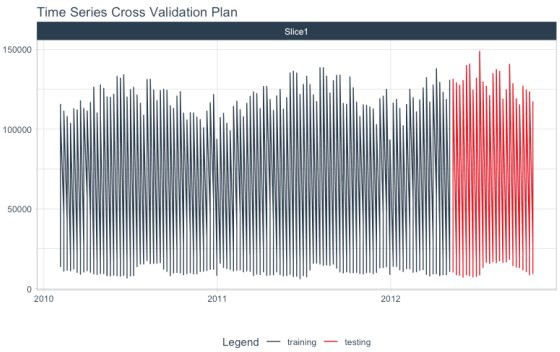 Time Series Cross Validation Plan
Slice1
150000
100000
50000
0
2010 2011 2012
Legend training testing